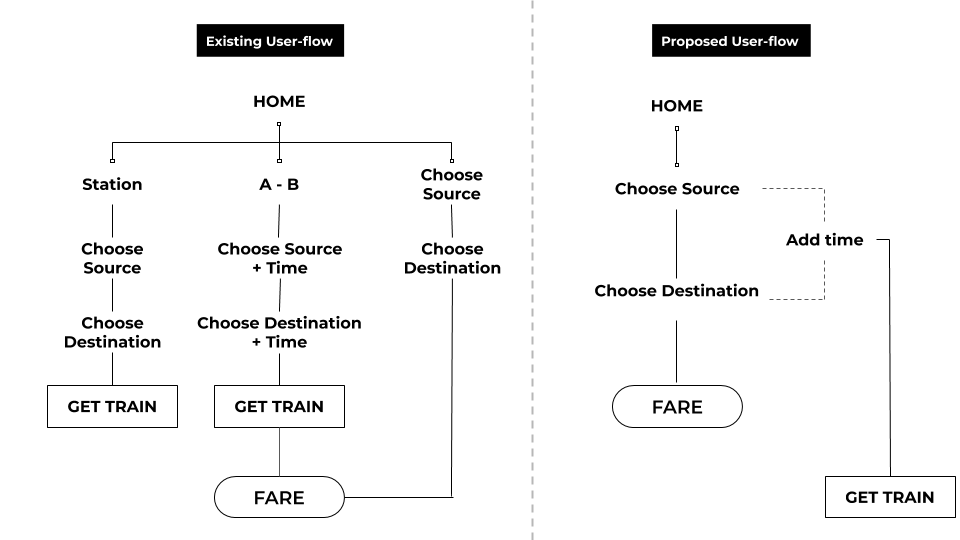 Existing User-flow
HOME
Station
A - B
Choose
Source
Choose
Source
Choose Source
+ Time
Choose
Destination
Choose
Destination
Choose Destination
+ Time
GET TRAIN
GET TRAIN
FARE
Proposed User-flow
HOME
Choose Source
Add time
Choose Destination
FARE
GET TRAIN